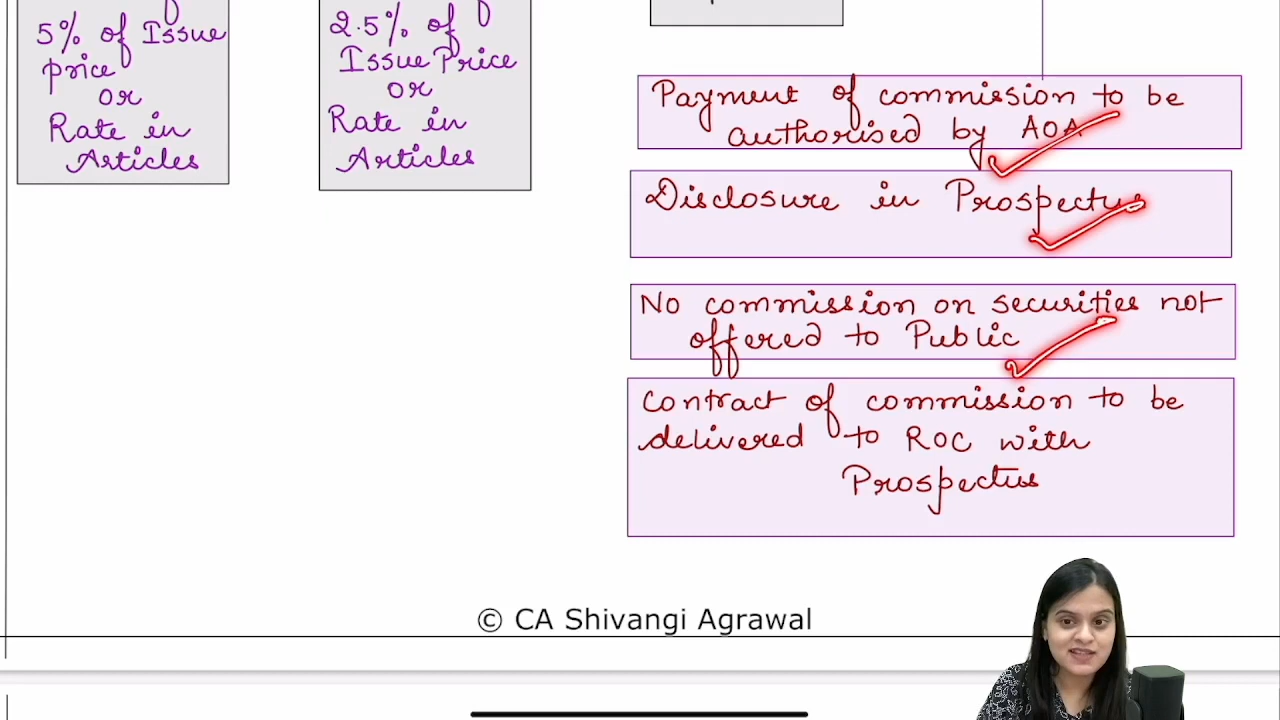 5% of Issue
price
or
Rate in
Articles
2.5% of
Issue Price
or
Rate in
Articles
Payment of commission to be
authorised by AOA
Disclosure in Prospectus
No commission on securities not
offered to Public
Contract of commission to be
delivered to ROC with
Prospectus
© CA Shivangi Agrawal